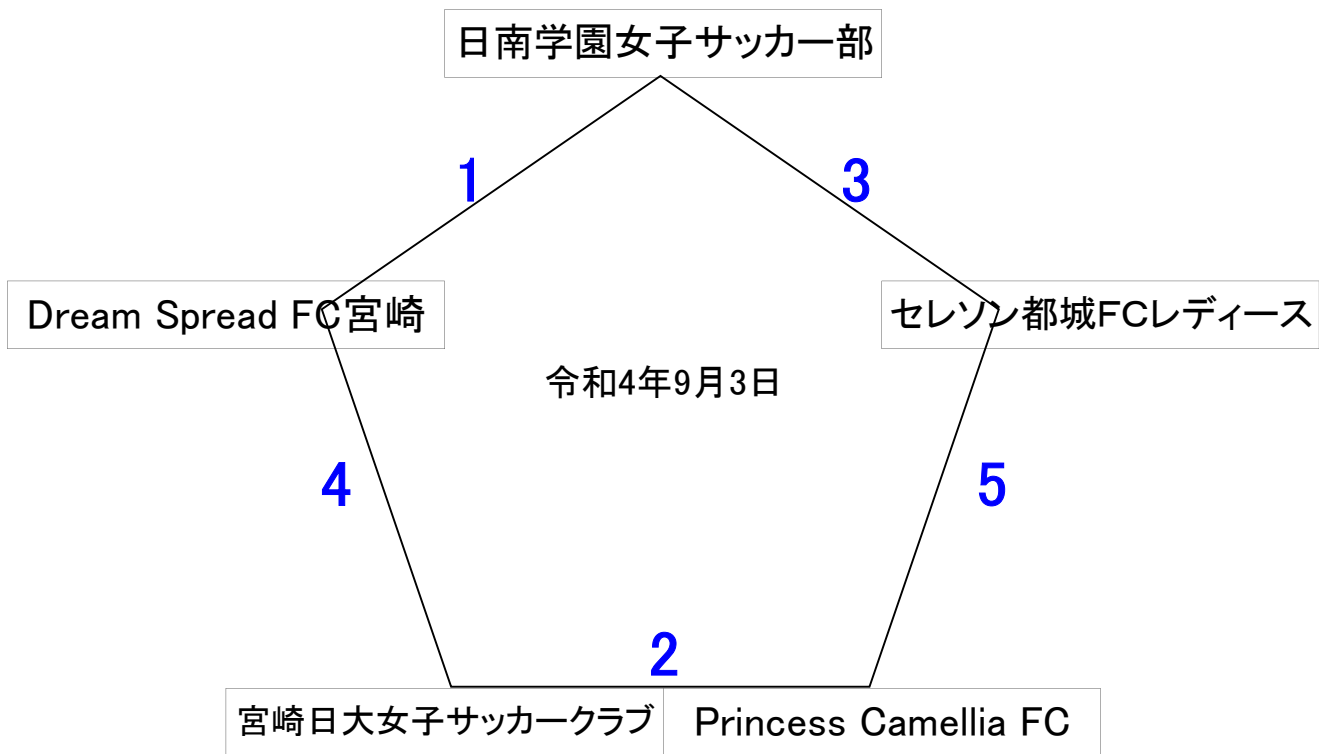 日南学園女子サッカー部
1
3
Dream Spread FC宮崎
セレソン都城FCレディース
令和4年9月3日
4
5
2
宮崎日大女子サッカークラブ
Princess Camellia FC